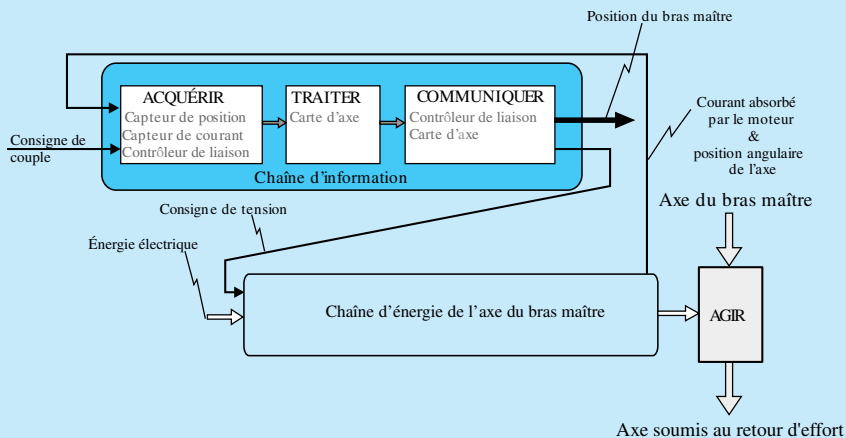 Position du bras maître
ACQUÉRIR
Capteur de position
Capteur de courant
Contrôleur de liaison
TRAITER
Carte d'axe
COMMUNIQUER
Contrôleur de liaison
Carte d'axe
Consigne de
couple
Chaîne d'information
Courant absorbé
par le moteur
&
position angulaire
de l'axe
Consigne de tension
Axe du bras maître
Énergie électrique
Chaîne d'énergie de l'axe du bras maître
AGIR
Axe soumis au retour d'effort